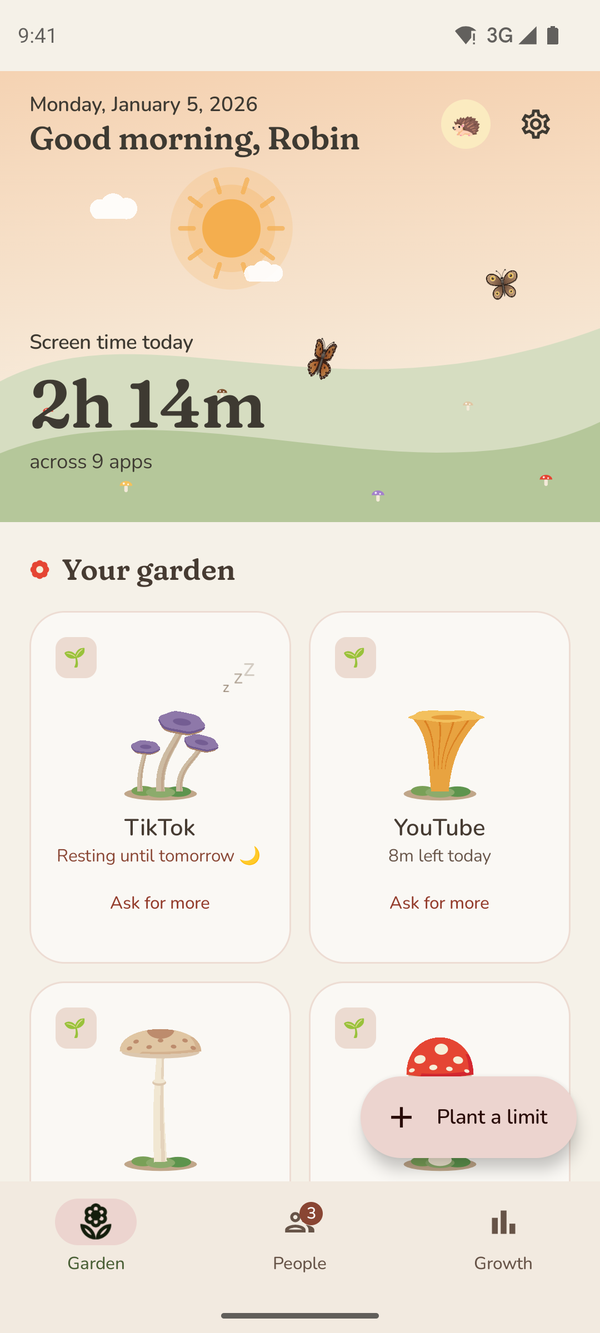 9:41
3G
Monday, January 5, 2026
Good morning, Robin
Screen time today
2h 14m
across 9 apps
Your garden
z z Z
TikTok
Resting until tomorrow 🌙
Ask for more
YouTube
8m left today
Ask for more
+ Plant a limit
3
Garden
People
Growth